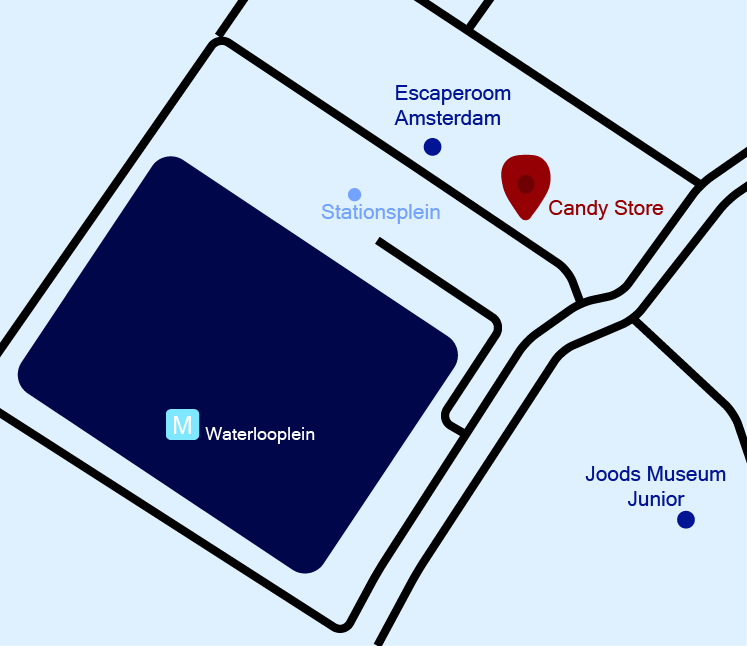 Escaperoom
Amsterdam
Stationsplein
Candy Store
M Waterlooplein
Joods Museum
Junior